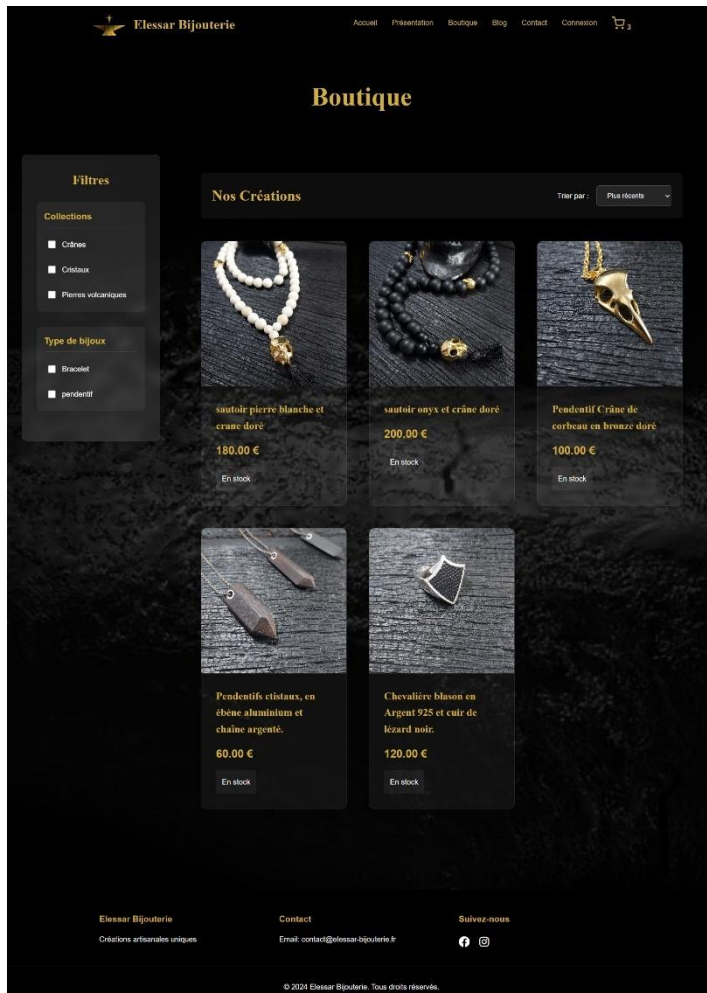 Elessar Bijouterie
Accueil Présentation Boutique Blog Contact Connexion 3
Boutique
Filtres
Collections
Crânes
Cristaux
Pierres volcaniques
Type de bijoux
Bracelet
pendentif
Nos Créations
Trier par : Plus récents
sautoir pierre blanche et
crane doré
180.00 €
En stock
sautoir onyx et crâne doré
200.00 €
En stock
Pendentif Crâne de
corbeau en bronze doré
100.00 €
En stock
Pendentifs ctistaux, en
ébène aluminium et
chaîne argenté.
60.00 €
En stock
Chevalière blason en
Argent 925 et cuir de
lézard noir.
120.00 €
En stock
Elessar Bijouterie
Créations artisanales uniques
Contact
Email: contact@elessar-bijouterie.fr
Suivez-nous
© 2024 Elessar Bijouterie. Tous droits réservés.